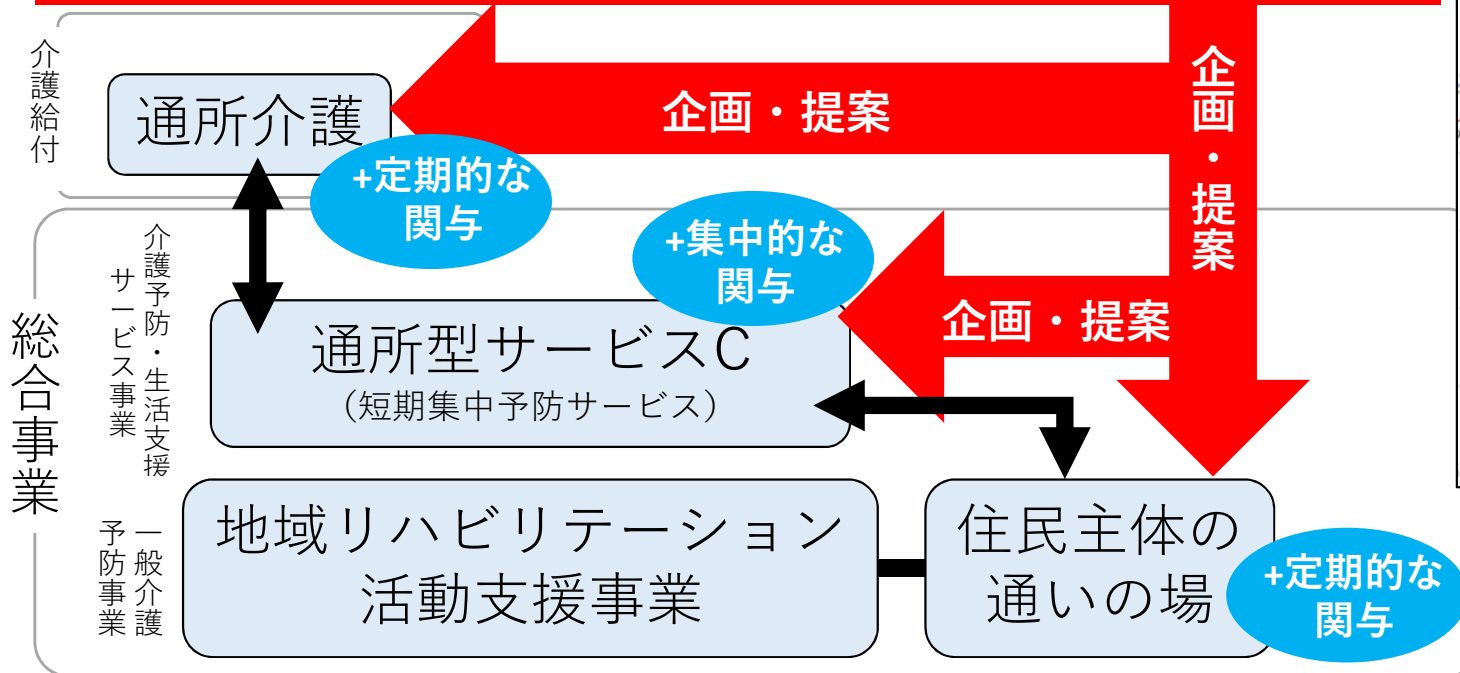 介護給付
通所介護
企画・提案
企画・提案
+定期的な
関与
総合事業
介護予防・生活支援
サービス事業
+集中的な
関与
企画・提案
通所型サービスC
（短期集中予防サービス）
一般介護
予防事業
地域リハビリテーション
活動支援事業
住民主体の
通いの場
+定期的な
関与